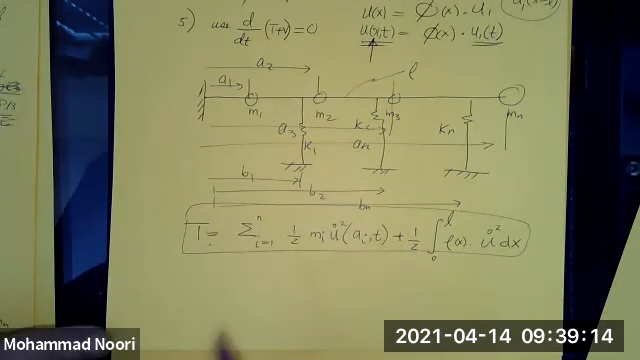 u(x) = ∅(x) · u₁
5) use d/dt (T+V) = 0
u(x,t) = ∅(x) · u₁(t)
a₂
l
a₁
m₁
m₂
m₃
mₙ
a₃
k₁
aₙ
kₙ
b₁
b₂
bₙ
T = Σᵢ₌₁ⁿ ½ mᵢ u̇²(aᵢ,t) + ½ ∫₀ˡ ρ(x) · u̇² dx
Mohammad Noori
2021-04-14 09:39:14